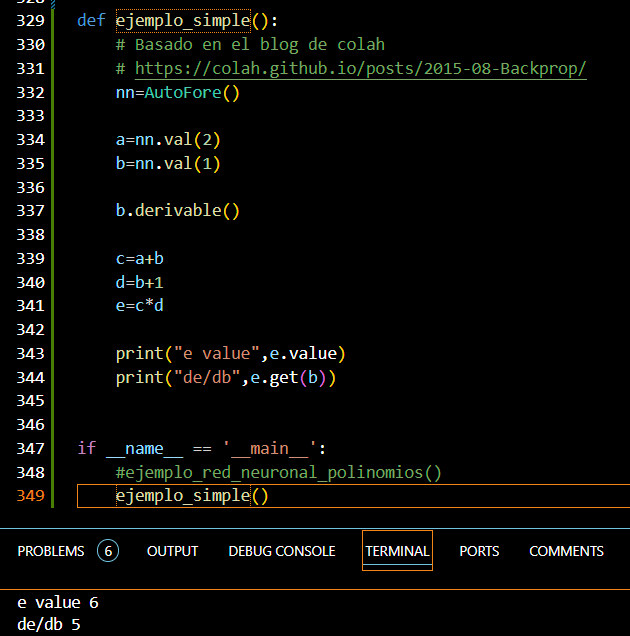 329 def ejemplo_simple():
330 # Basado en el blog de colah
331 # https://colah.github.io/posts/2015-08-Backprop/
332 nn=AutoFore()
333
334 a=nn.val(2)
335 b=nn.val(1)
336
337 b.derivable()
338
339 c=a+b
340 d=b+1
341 e=c*d
342
343 print("e value",e.value)
344 print("de/db",e.get(b))
345
346
347 if __name__ == '__main__':
348 #ejemplo_red_neuronal_polinomios()
349 ejemplo_simple()
PROBLEMS 6 OUTPUT DEBUG CONSOLE TERMINAL PORTS COMMENTS
e value 6
de/db 5